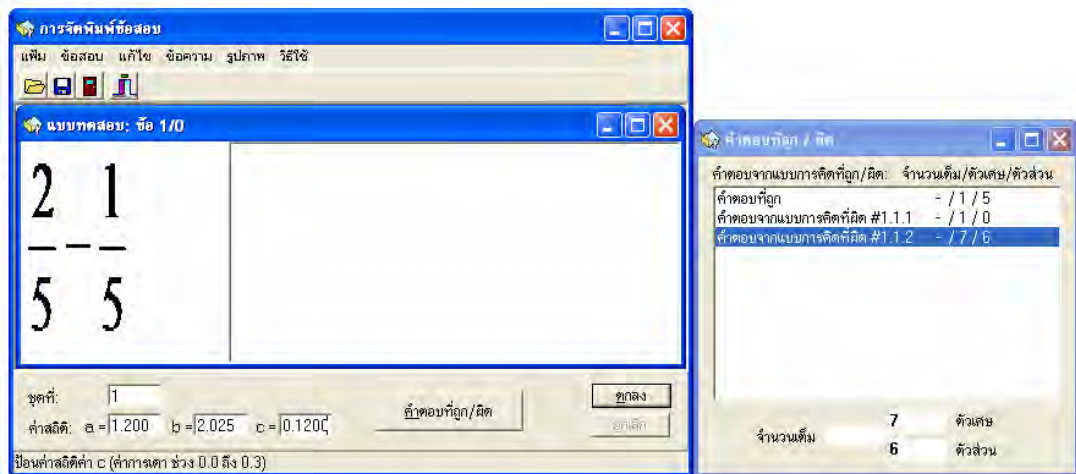 การจัดพิมพ์ข้อสอบ
แฟ้ม ข้อสอบ แก้ไข ข้อความ รูปภาพ วิธีใช้
แบบทดสอบ: ข้อ 1/0
2 1
–
5 5
ชุดที่: 1
ค่าสถิติ: a = 1.200 b = 2.025 c = 0.1200
คำตอบที่ถูก/ผิด
ตกลง
ยกเลิก
ป้อนค่าสถิติค่า c (ค่าการเดา ช่วง 0.0 ถึง 0.3)
คำตอบที่ถูก / ผิด
คำตอบจากแบบการคิดที่ถูก/ผิด: จำนวนเต็ม/ตัวเศษ/ตัวส่วน
คำตอบที่ถูก - / 1 / 5
คำตอบจากแบบการคิดที่ผิด #1.1.1 - / 1 / 0
คำตอบจากแบบการคิดที่ผิด #1.1.2 - / 7 / 6
7 ตัวเศษ
จำนวนเต็ม
6 ตัวส่วน